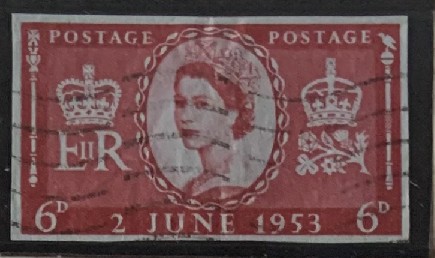 POSTAGE POSTAGE
EIIR
6D 2 JUNE 1953 6D